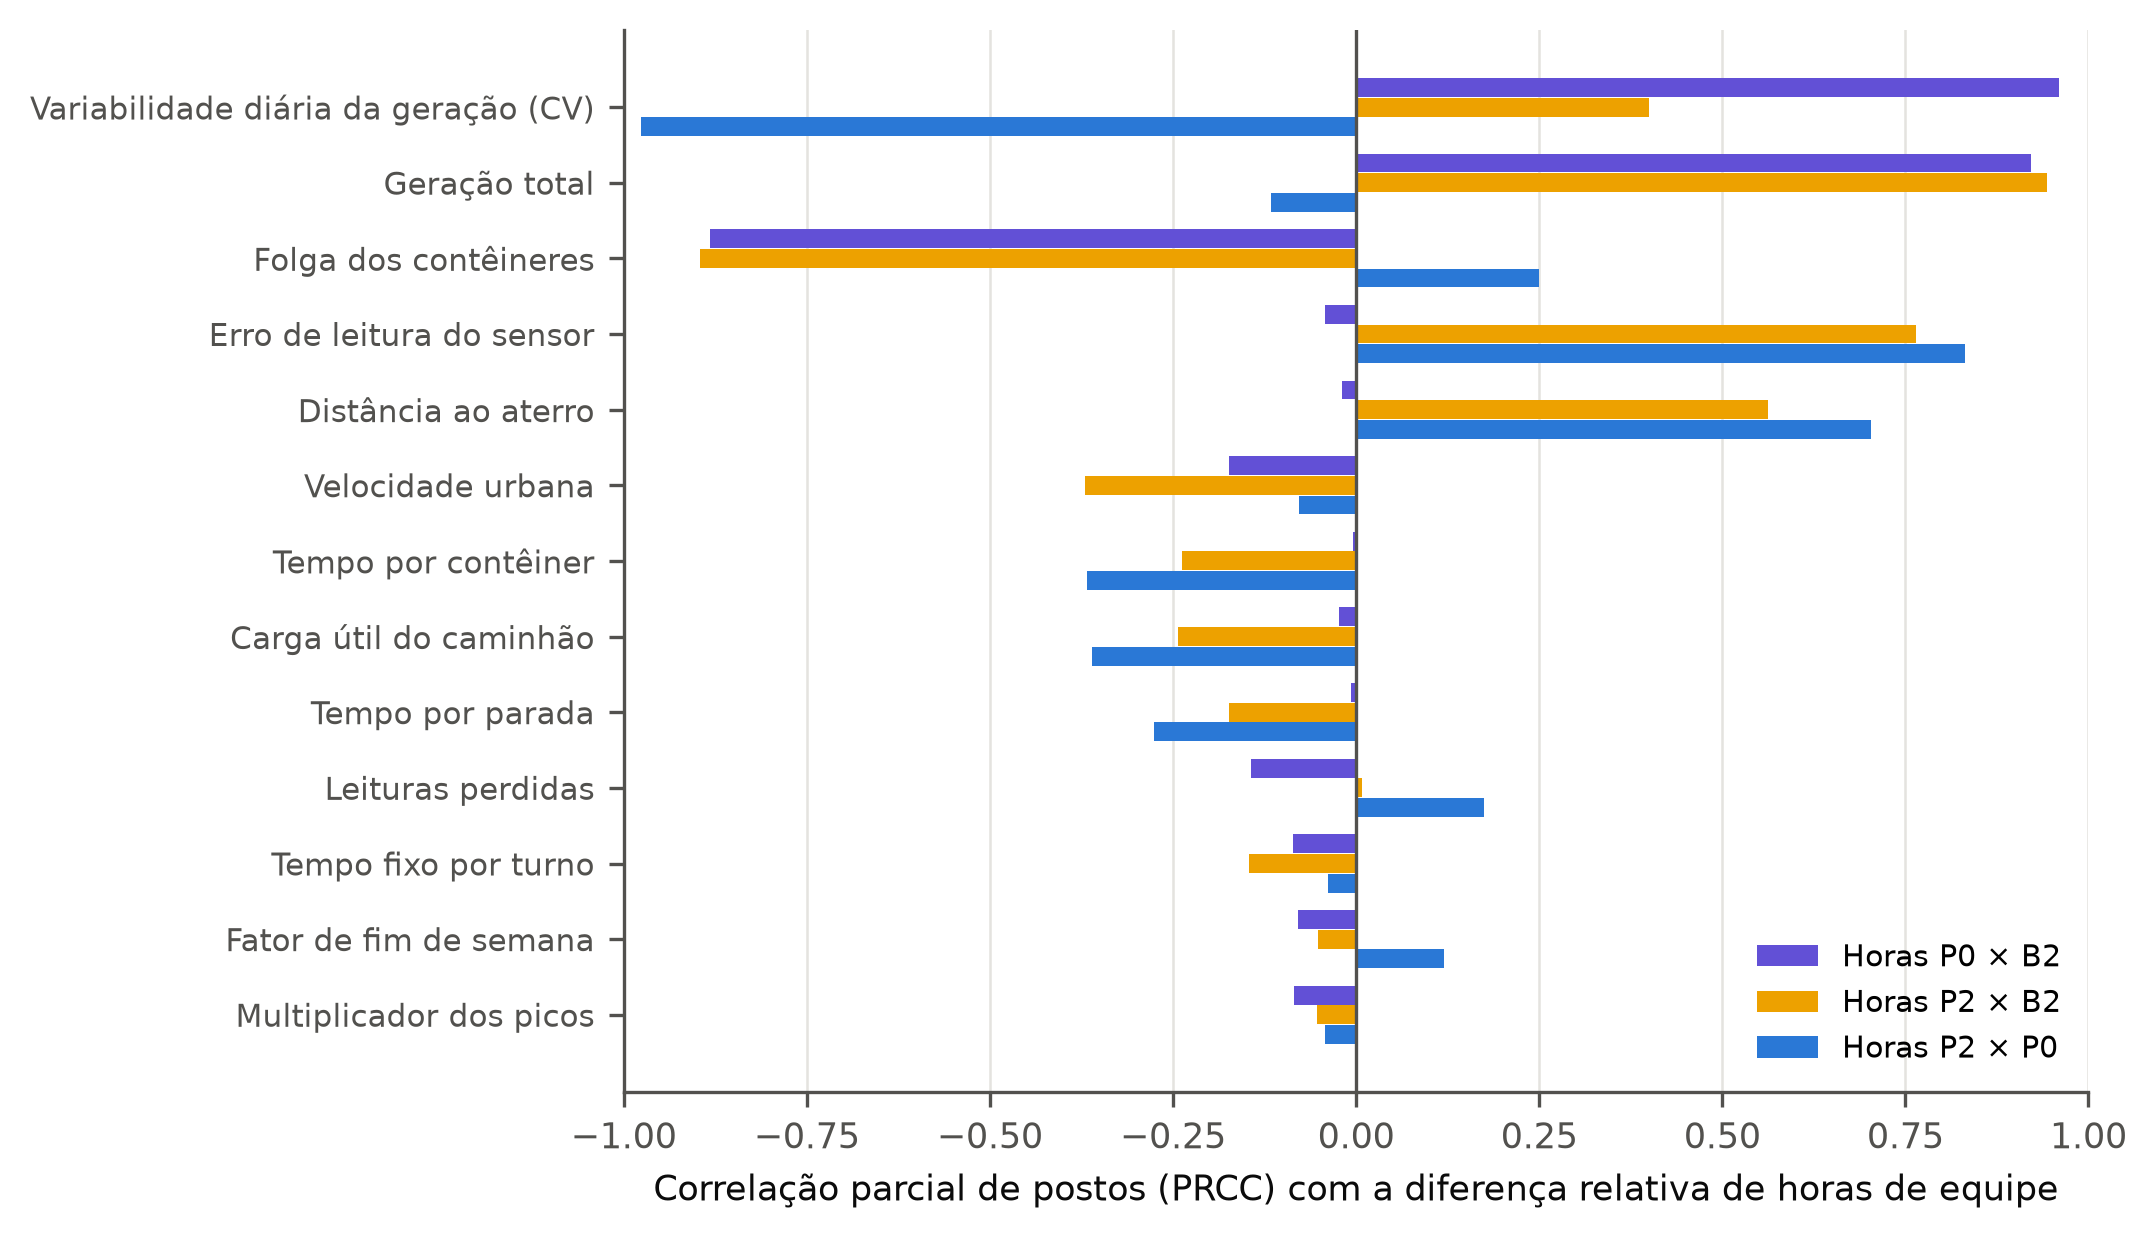 Variabilidade diária da geração (CV)
Geração total
Folga dos contêineres
Erro de leitura do sensor
Distância ao aterro
Velocidade urbana
Tempo por contêiner
Carga útil do caminhão
Tempo por parada
Leituras perdidas
Tempo fixo por turno
Fator de fim de semana
Multiplicador dos picos
Horas P0 × B2
Horas P2 × B2
Horas P2 × P0
−1.00 −0.75 −0.50 −0.25 0.00 0.25 0.50 0.75 1.00
Correlação parcial de postos (PRCC) com a diferença relativa de horas de equipe